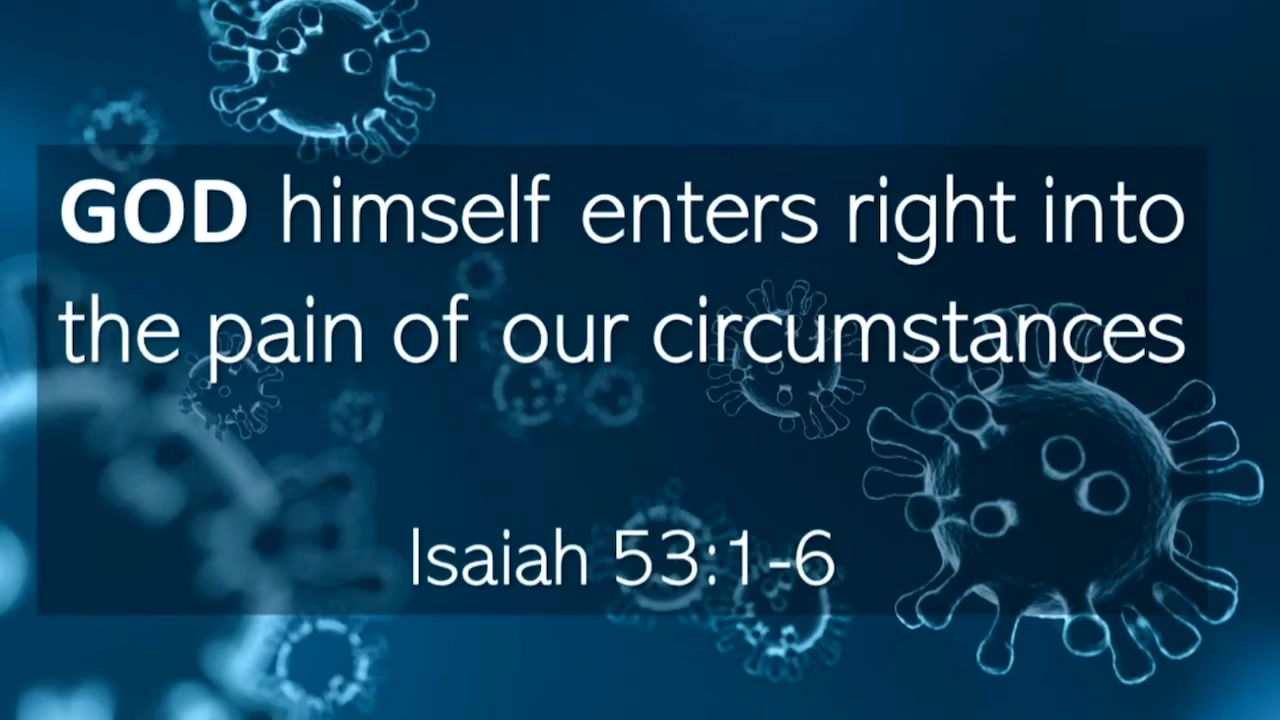 GOD himself enters right into
the pain of our circumstances
Isaiah 53:1-6